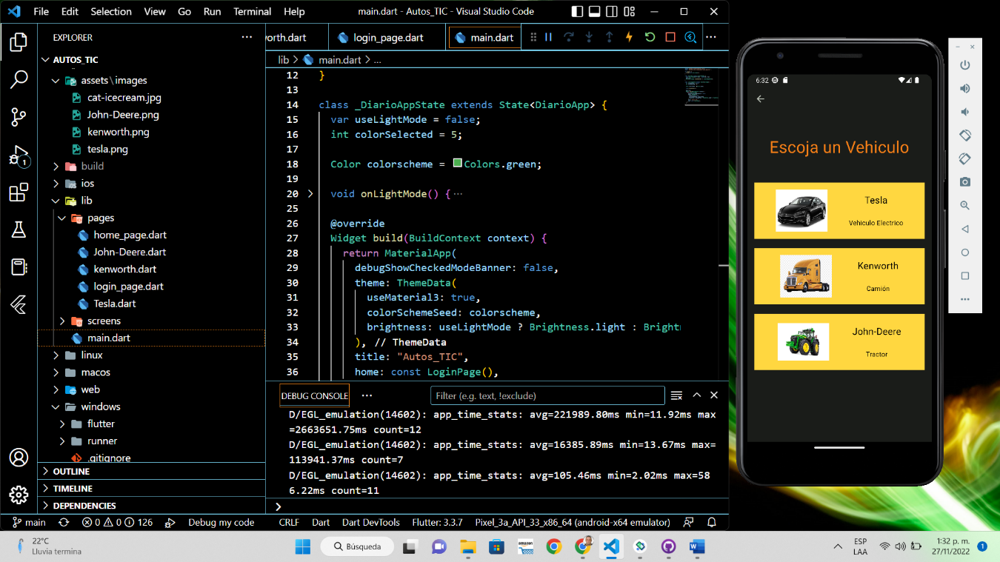 File Edit Selection View Go Run Terminal Help
main.dart - Autos_TIC - Visual Studio Code
EXPLORER
AUTOS_TIC
assets\images
cat-icecream.jpg
John-Deere.png
kenworth.png
tesla.png
build
ios
lib
pages
home_page.dart
John-Deere.dart
kenworth.dart
login_page.dart
Tesla.dart
screens
main.dart
linux
macos
web
windows
flutter
runner
.gitignore
OUTLINE
TIMELINE
DEPENDENCIES
1
orth.dart
login_page.dart
main.dart
lib > main.dart > ...
12 }
13
14 class _DiarioAppState extends State<DiarioApp> {
15 var useLightMode = false;
16 int colorSelected = 5;
17
18 Color colorscheme = Colors.green;
19
20 void onLightMode() { ...
25
26 @override
27 Widget build(BuildContext context) {
28 return MaterialApp(
29 debugShowCheckedModeBanner: false,
30 theme: ThemeData(
31 useMaterial3: true,
32 colorSchemeSeed: colorscheme,
33 brightness: useLightMode ? Brightness.light : Bright
34 ), // ThemeData
35 title: "Autos_TIC",
36 home: const LoginPage(),
DEBUG CONSOLE
Filter (e.g. text, !exclude)
D/EGL_emulation(14602): app_time_stats: avg=221989.80ms min=11.92ms max
=2663651.75ms count=12
D/EGL_emulation(14602): app_time_stats: avg=16385.89ms min=13.67ms max=
113941.37ms count=7
D/EGL_emulation(14602): app_time_stats: avg=105.46ms min=2.02ms max=58
6.22ms count=11
main 0 0 126 Debug my code CRLF Dart Dart DevTools Flutter: 3.3.7 Pixel_3a_API_33_x86_64 (android-x64 emulator)
6:32
Escoja un Vehiculo
Tesla
Vehiculo Electrico
Kenworth
Camión
John-Deere
Tractor
22°C
Lluvia termina
Búsqueda
amazon
ESP
LAA
1:32 p. m.
27/11/2022
1